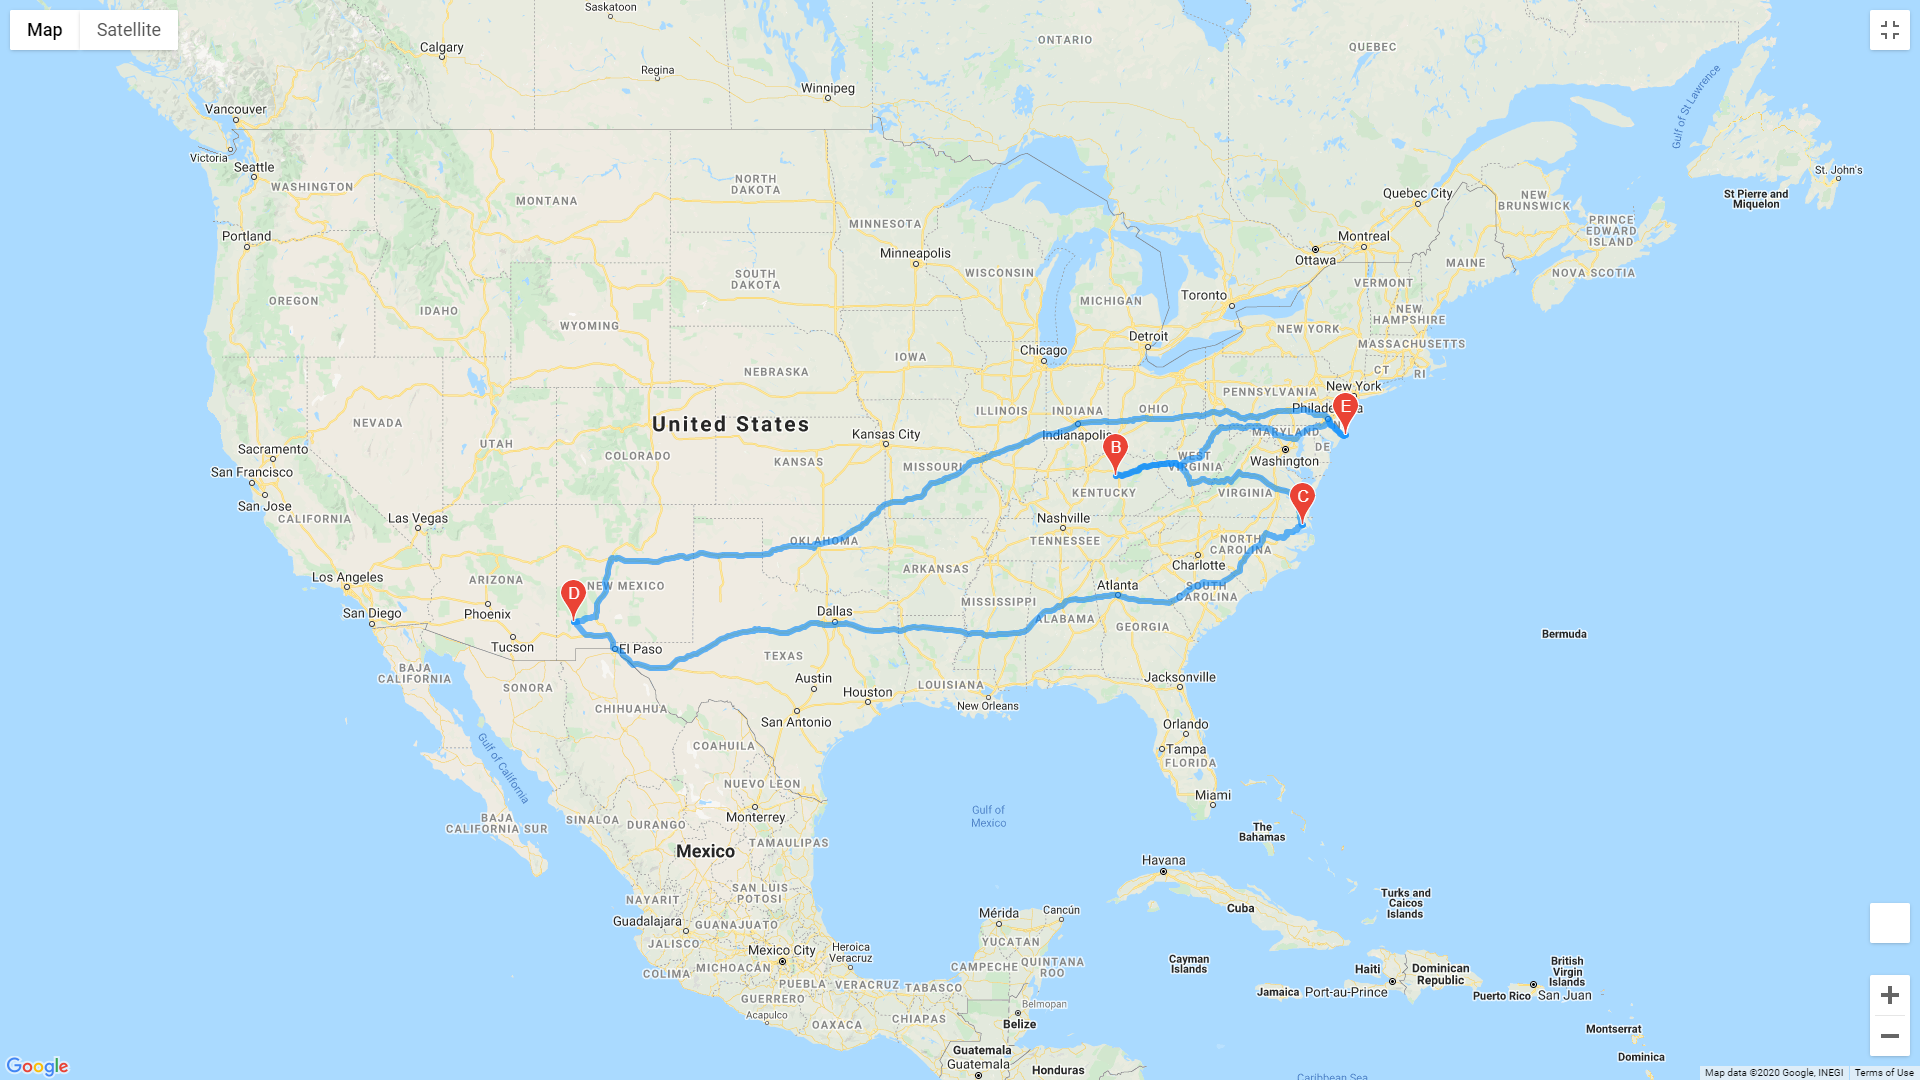 Map
Satellite
Saskatoon
Calgary
ONTARIO
QUEBEC
Regina
Winnipeg
Gulf of St Lawrence
Vancouver
Victoria
Seattle
St. John's
WASHINGTON
NORTH
DAKOTA
MONTANA
Quebec City
St Pierre and
Miquelon
NEW
BRUNSWICK
MINNESOTA
PRINCE
EDWARD
ISLAND
Portland
Montreal
Minneapolis
Ottawa
MAINE
WISCONSIN
NOVA SCOTIA
SOUTH
DAKOTA
VERMONT
Toronto
OREGON
MICHIGAN
IDAHO
NEW
HAMPSHIRE
WYOMING
NEW YORK
Detroit
MASSACHUSETTS
Chicago
IOWA
CT
RI
NEBRASKA
New York
PENNSYLVANIA
E
ILLINOIS
INDIANA
OHIO
NEVADA
United States
Kansas City
Indianapolis
MARYLAND
UTAH
B
DE
Sacramento
COLORADO
KANSAS
MISSOURI
WEST
VIRGINIA
Washington
San Francisco
KENTUCKY
VIRGINIA
C
San Jose
CALIFORNIA
Las Vegas
Nashville
OKLAHOMA
TENNESSEE
NORTH
CAROLINA
Charlotte
ARKANSAS
Los Angeles
ARIZONA
NEW MEXICO
D
Atlanta
SOUTH
CAROLINA
MISSISSIPPI
San Diego
Phoenix
Dallas
ALABAMA
GEORGIA
Bermuda
Tucson
El Paso
TEXAS
BAJA
CALIFORNIA
SONORA
Austin
LOUISIANA
Jacksonville
Houston
CHIHUAHUA
New Orleans
San Antonio
Orlando
COAHUILA
Gulf of California
Tampa
FLORIDA
NUEVO LEON
Miami
Monterrey
Gulf of
Mexico
SINALOA
DURANGO
BAJA
CALIFORNIA SUR
The
Bahamas
TAMAULIPAS
Mexico
Havana
SAN LUIS
POTOSI
NAYARIT
Turks and
Caicos
Islands
Cuba
Mérida
Cancún
Guadalajara
GUANAJUATO
JALISCO
YUCATAN
Mexico City
Heroica
Veracruz
QUINTANA
ROO
CAMPECHE
Cayman
Islands
Haiti
Dominican
Republic
British
Virgin
Islands
COLIMA
MICHOACÁN
PUEBLA
VERACRUZ
TABASCO
Jamaica
Port-au-Prince
Puerto Rico
San Juan
GUERRERO
Belmopan
Acapulco
OAXACA
CHIAPAS
Belize
Montserrat
Guatemala
Guatemala
Dominica
Honduras
Caribbean Sea
Google
Map data ©2020 Google, INEGI
Terms of Use